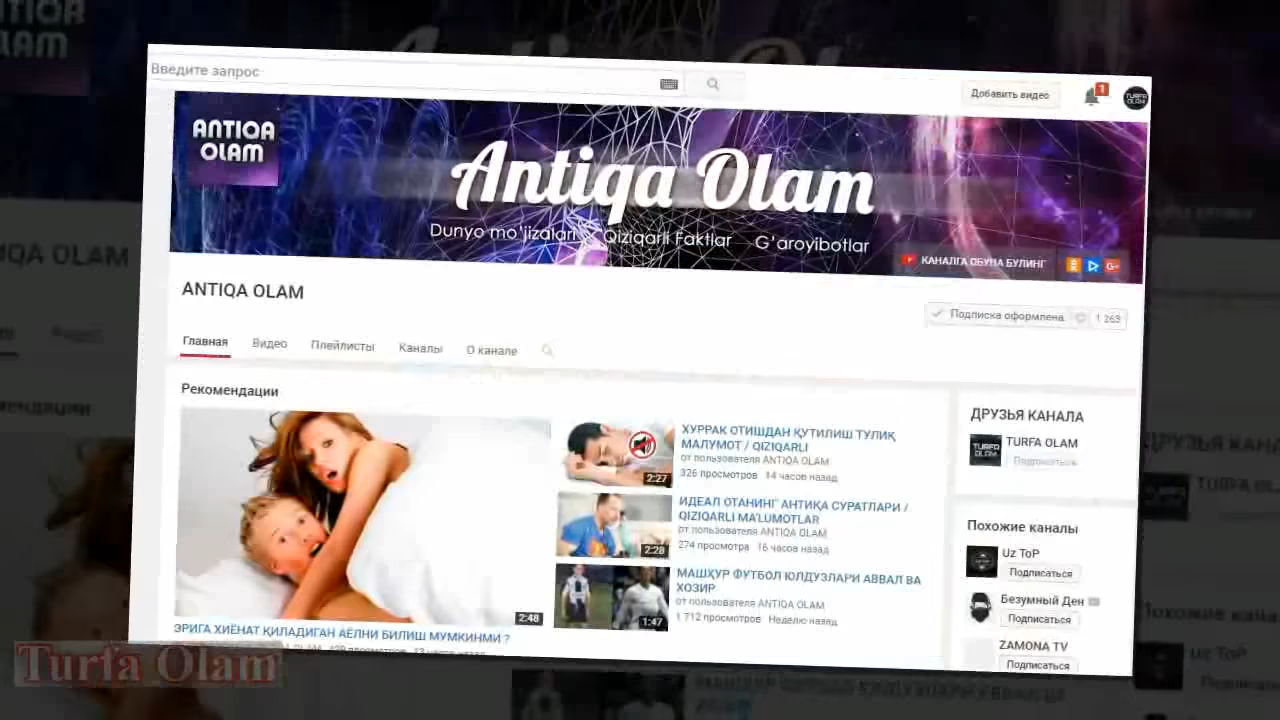 Введите запрос
Добавить видео
1
TURFA
OLAM
ANTIQA
OLAM
Antiqa Olam
Dunyo mo'jizalari Qiziqarli Faktlar G'aroyibotlar
КАНАЛГА ОБУНА БУЛИНГ
ANTIQA OLAM
Подписка оформлена 1 263
Главная Видео Плейлисты Каналы О канале
Рекомендации
2:48
ЭРИГА ХИЁНАТ ҚИЛАДИГАН АЁЛНИ БИЛИШ МУМКИНМИ ?
2:27
ХУРРАК ОТИШДАН ҚУТИЛИШ ТУЛИҚ
МАЛУМОТ / QIZIQARLI
от пользователя ANTIQA OLAM
326 просмотров 14 часов назад
2:28
ИДЕАЛ ОТАНИНГ АНТИҚА СУРАТЛАРИ /
QIZIQARLI MA'LUMOTLAR
от пользователя ANTIQA OLAM
274 просмотра 16 часов назад
1:47
МАШҲУР ФУТБОЛ ЮЛДУЗЛАРИ АВВАЛ ВА
ХОЗИР
от пользователя ANTIQA OLAM
1 712 просмотров Неделю назад
ДРУЗЬЯ КАНАЛА
TURFA OLAM
Подписаться
Похожие каналы
Uz ToP
Подписаться
Безумный Ден
Подписаться
ZAMONA TV
Подписаться
Turfa Olam